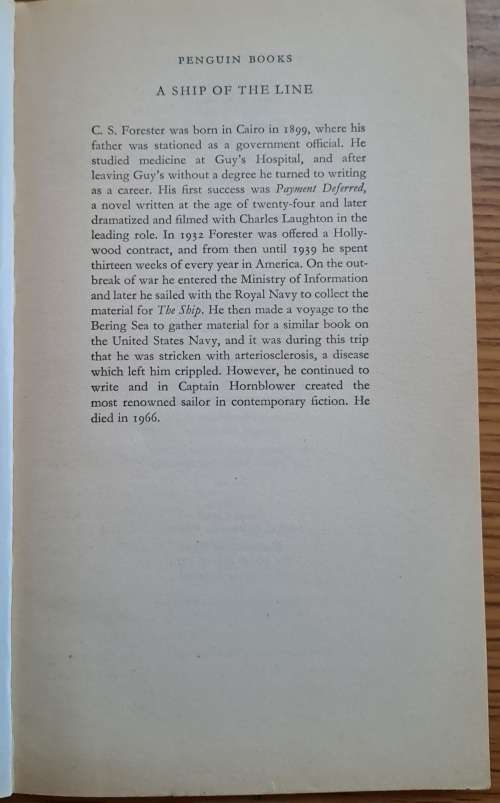 PENGUIN BOOKS
A SHIP OF THE LINE
C. S. Forester was born in Cairo in 1899, where his
father was stationed as a government official. He
studied medicine at Guy's Hospital, and after
leaving Guy's without a degree he turned to writing
as a career. His first success was Payment Deferred,
a novel written at the age of twenty-four and later
dramatized and filmed with Charles Laughton in the
leading role. In 1932 Forester was offered a Holly-
wood contract, and from then until 1939 he spent
thirteen weeks of every year in America. On the out-
break of war he entered the Ministry of Information
and later he sailed with the Royal Navy to collect the
material for The Ship. He then made a voyage to the
Bering Sea to gather material for a similar book on
the United States Navy, and it was during this trip
that he was stricken with arteriosclerosis, a disease
which left him crippled. However, he continued to
write and in Captain Hornblower created the
most renowned sailor in contemporary fiction. He
died in 1966.